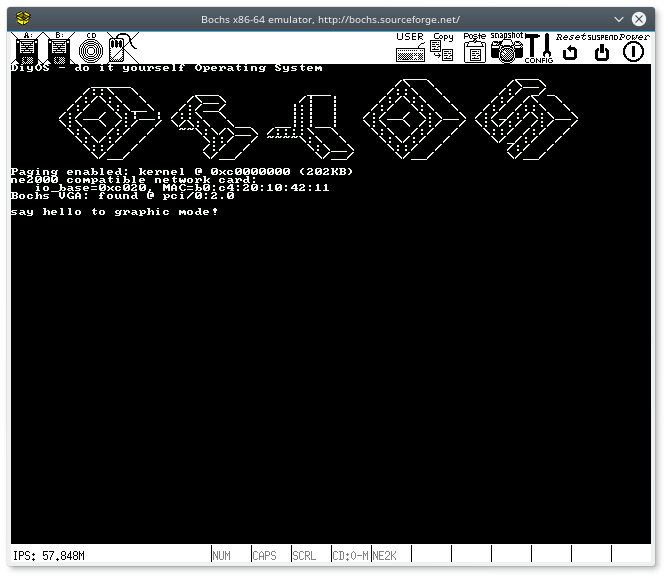 Bochs x86-64 emulator, http://bochs.sourceforge.net/
A: B: CD USER Copy Paste snapshot CONFIG Reset SUSPEND Power
DiyOS - do it yourself Operating System
Paging enabled: kernel @ 0xc0000000 (202KB)
ne2000 compatible network card:
io_base=0xc020, MAC=b0:c4:20:10:42:11
Bochs VGA: found @ pci/0:2.0
say hello to graphic mode!
IPS: 57.848M NUM CAPS SCRL CD:0-M NE2K